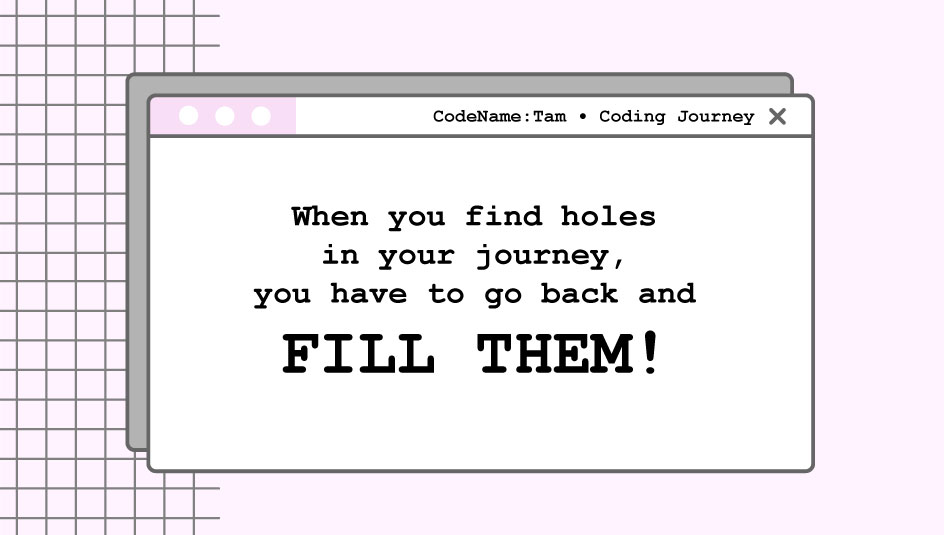 CodeName:Tam • Coding Journey
When you find holes
in your journey,
you have to go back and
FILL THEM!